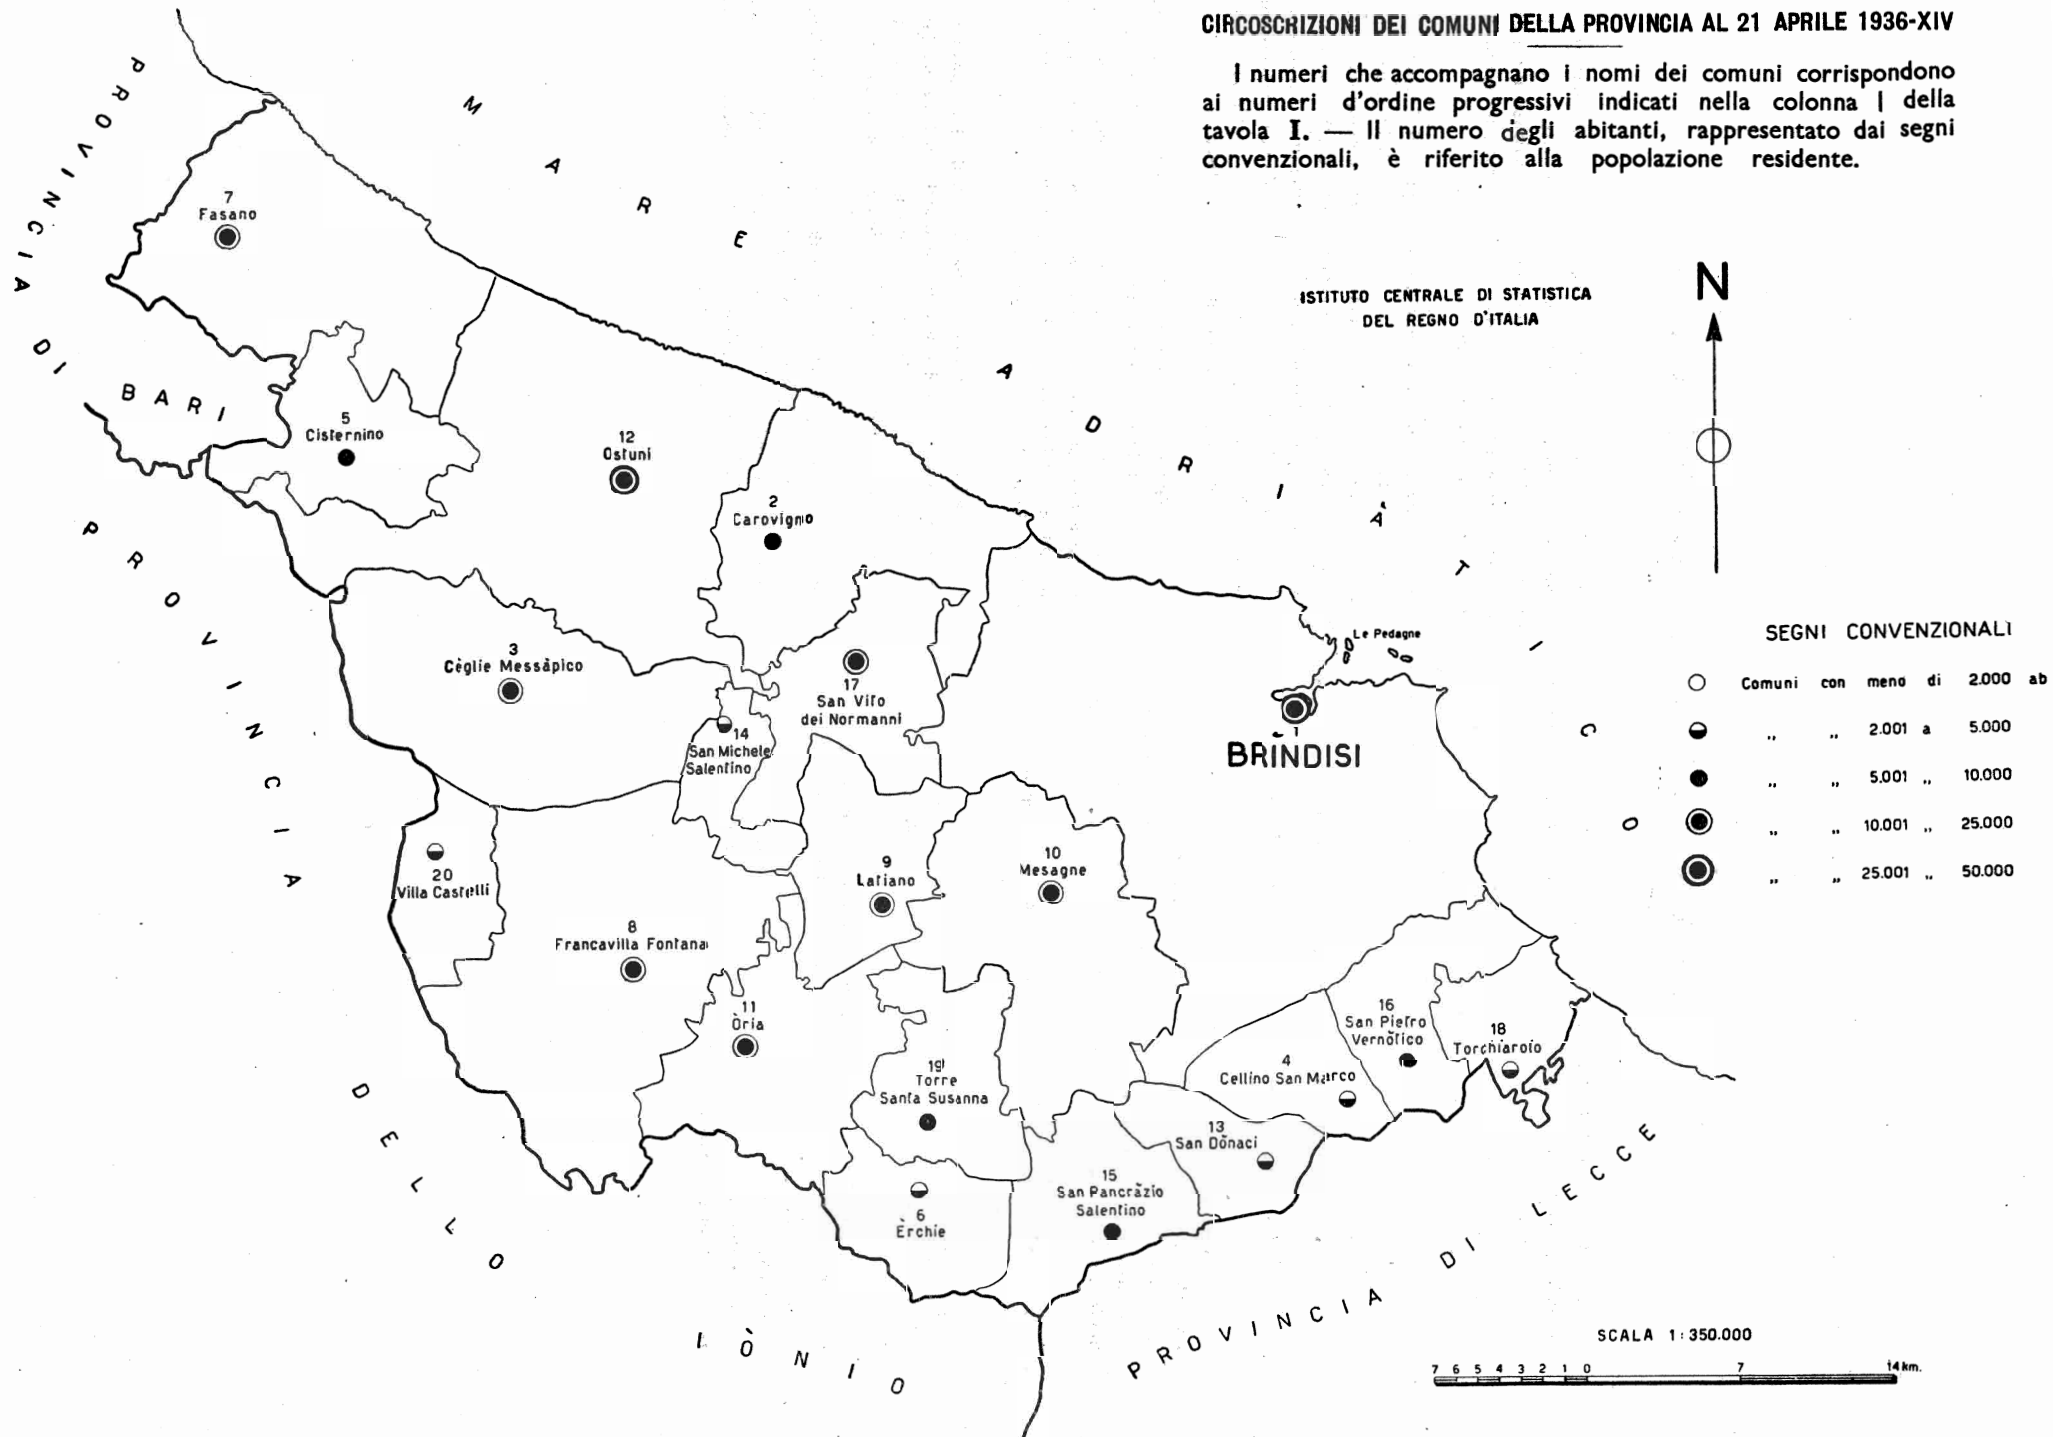 CIRCOSCRIZIONI DEI COMUNI DELLA PROVINCIA AL 21 APRILE 1936-XIV
I numeri che accompagnano i nomi dei comuni corrispondono
ai numeri d'ordine progressivi indicati nella colonna I della
tavola I. — Il numero degli abitanti, rappresentato dai segni
convenzionali, è riferito alla popolazione residente.
ISTITUTO CENTRALE DI STATISTICA
DEL REGNO D'ITALIA
N
MARE ADRIÀTICO
PROVINCIA DI BARI
PROVINCIA DELLO IÒNIO
PROVINCIA DI LECCE
7
Fasano
5
Cisternino
12
Ostuni
2
Carovigno
3
Cèglie Messàpico
17
San Vito
dei Normanni
14
San Michele
Salentino
Le Pedagne
1
BRÌNDISI
20
Villa Castelli
8
Francavilla Fontana
9
Latiano
10
Mesagne
11
Òria
19
Torre
Santa Susanna
6
Èrchie
16
San Pietro
Vernòtico
18
Torchiarolo
4
Cellino San Marco
13
San Dònaci
15
San Pancràzio
Salentino
SEGNI CONVENZIONALI
Comuni con meno di 2.000 ab
,, ,, 2.001 a 5.000
,, ,, 5.001 ,, 10.000
,, ,, 10.001 ,, 25.000
,, ,, 25.001 ,, 50.000
SCALA 1:350.000
7 6 5 4 3 2 1 0 7 14 km.